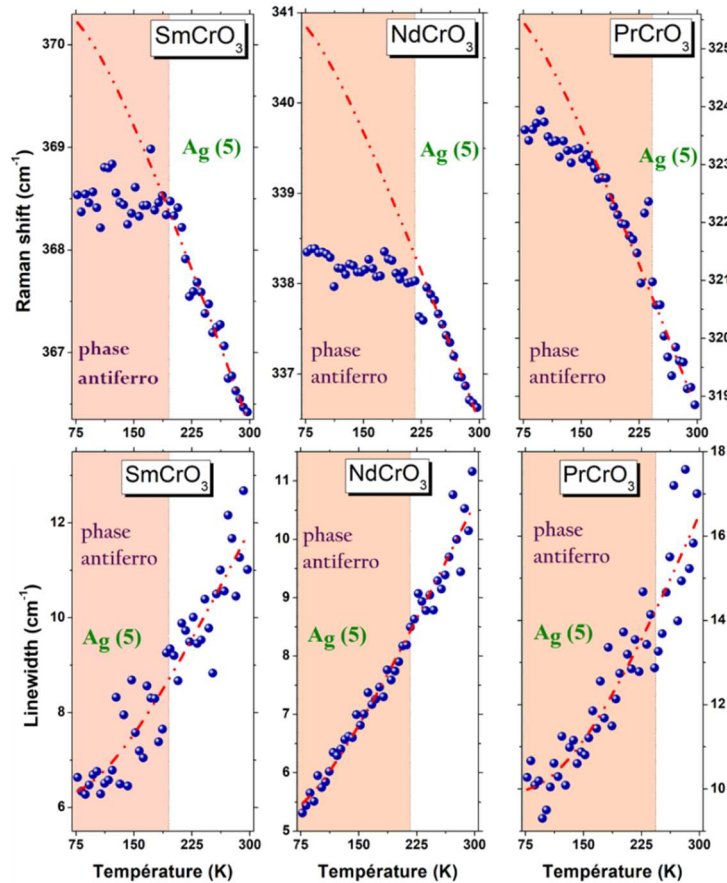 SmCrO3
NdCrO3
PrCrO3
Ag (5)
Ag (5)
Ag (5)
phase
antiferro
phase
antiferro
phase
antiferro
Raman shift (cm-1)
370
369
368
367
341
340
339
338
337
325
324
323
322
321
320
319
75 150 225 300
75 150 225 300
75 150 225 300
SmCrO3
NdCrO3
PrCrO3
phase
antiferro
phase
antiferro
phase
antiferro
Ag (5)
Ag (5)
Ag (5)
Linewidth (cm-1)
12
10
8
6
11
10
9
8
7
6
5
18
16
14
12
10
75 150 225 300
75 150 225 300
75 150 225 300
Température (K)
Température (K)
Température (K)